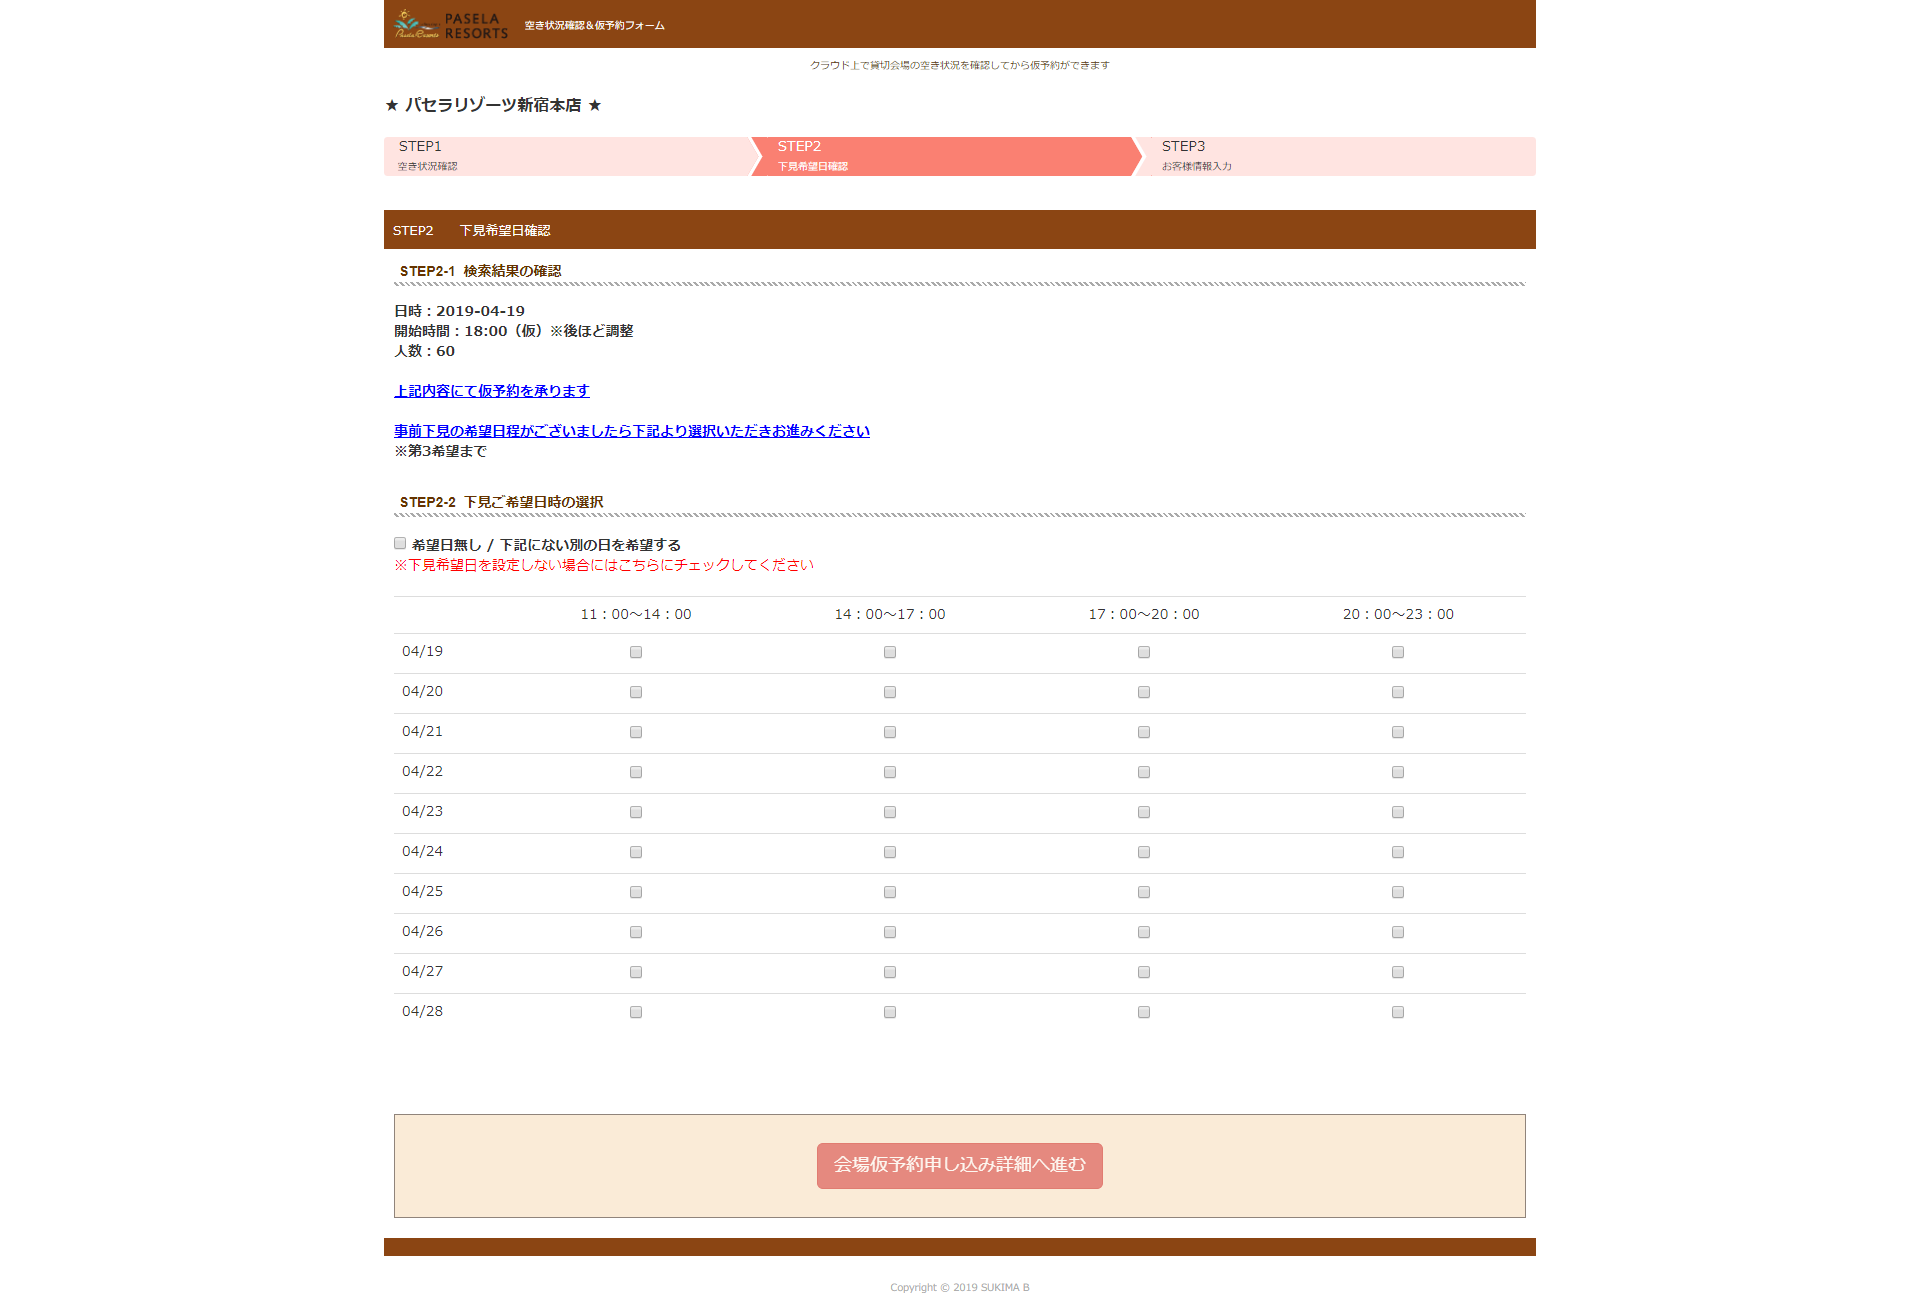 PASELA RESORTS
Pasela Resorts
空き状況確認＆仮予約フォーム
クラウド上で貸切会場の空き状況を確認してから仮予約ができます
★ パセラリゾーツ新宿本店 ★
STEP1
空き状況確認
STEP2
下見希望日確認
STEP3
お客様情報入力
STEP2 下見希望日確認
STEP2-1 検索結果の確認
日時：2019-04-19
開始時間：18:00（仮）※後ほど調整
人数：60
上記内容にて仮予約を承ります
事前下見の希望日程がございましたら下記より選択いただきお進みください
※第3希望まで
STEP2-2 下見ご希望日時の選択
希望日無し / 下記にない別の日を希望する
※下見希望日を設定しない場合にはこちらにチェックしてください
11：00～14：00 14：00～17：00 17：00～20：00 20：00～23：00
04/19
04/20
04/21
04/22
04/23
04/24
04/25
04/26
04/27
04/28
会場仮予約申し込み詳細へ進む
Copyright © 2019 SUKIMA B